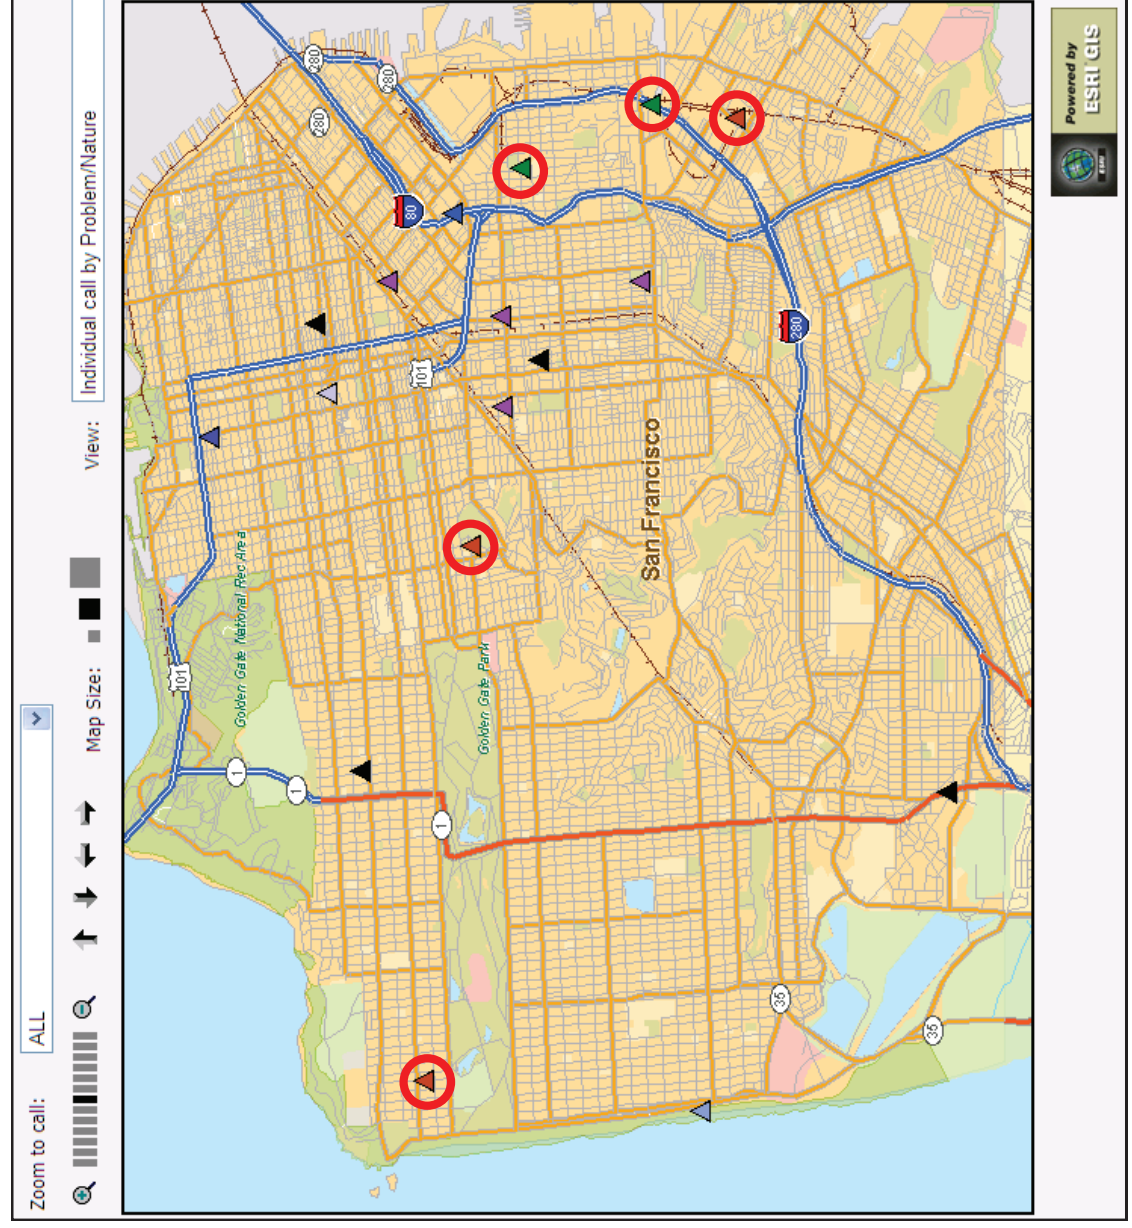 Zoom to call:
ALL
Map Size:
View:
Individual call by Problem/Nature
101
1
1
1
Golden Gate National Rec Area
Golden Gate Park
101
80
280
280
280
San Francisco
280
35
35
Powered by
ESRI GIS
ESRI